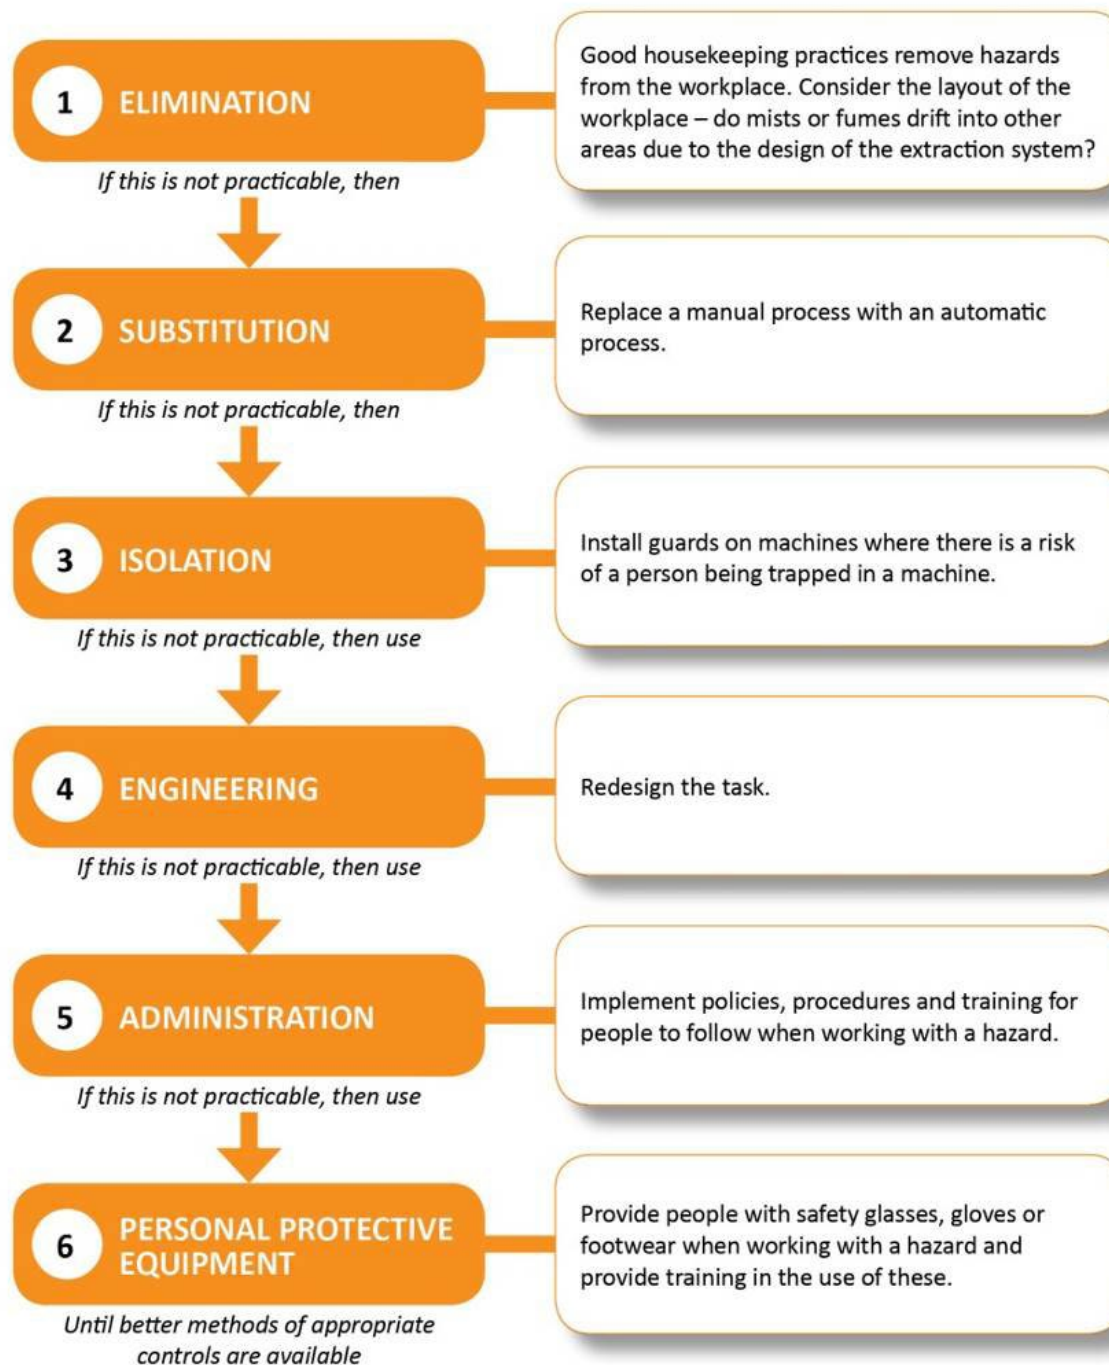 1 ELIMINATION
Good housekeeping practices remove hazards
from the workplace. Consider the layout of the
workplace – do mists or fumes drift into other
areas due to the design of the extraction system?
If this is not practicable, then
2 SUBSTITUTION
Replace a manual process with an automatic
process.
If this is not practicable, then
3 ISOLATION
Install guards on machines where there is a risk
of a person being trapped in a machine.
If this is not practicable, then use
4 ENGINEERING
Redesign the task.
If this is not practicable, then use
5 ADMINISTRATION
Implement policies, procedures and training for
people to follow when working with a hazard.
If this is not practicable, then use
6 PERSONAL PROTECTIVE
EQUIPMENT
Provide people with safety glasses, gloves or
footwear when working with a hazard and
provide training in the use of these.
Until better methods of appropriate
controls are available